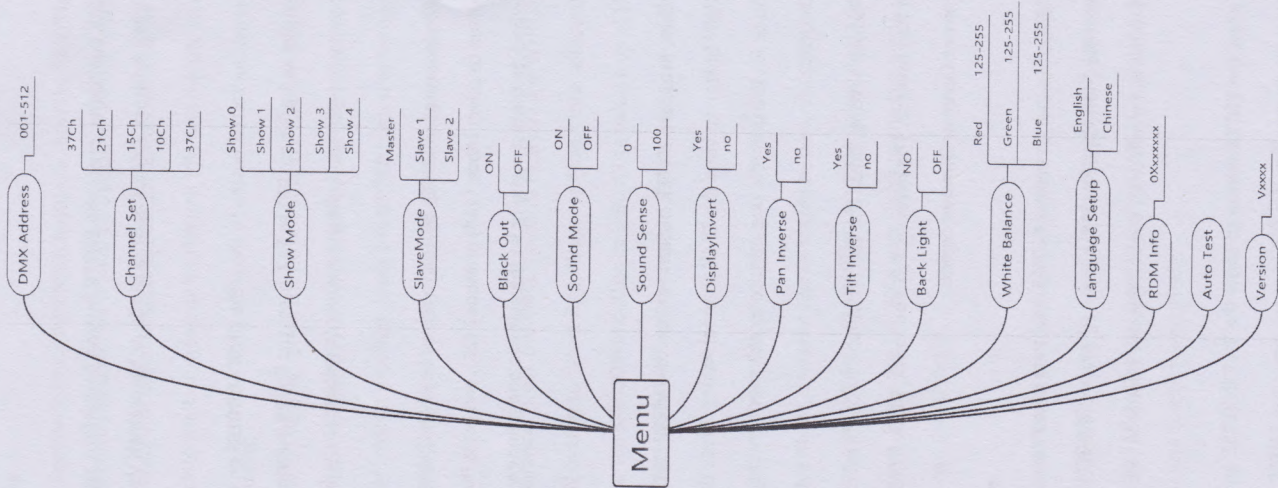 Menu
DMX Address
001-512
Channel Set
37Ch
21Ch
15Ch
10Ch
37Ch
Show Mode
Show 0
Show 1
Show 2
Show 3
Show 4
SlaveMode
Master
Slave 1
Slave 2
Black Out
ON
OFF
Sound Mode
ON
OFF
Sound Sense
0
100
DisplayInvert
Yes
no
Pan Inverse
Yes
no
Tilt Inverse
Yes
no
Back Light
NO
OFF
White Balance
Red 125-255
Green 125-255
Blue 125-255
Language Setup
English
Chinese
RDM Info
0Xxxxxxx
Auto Test
Version
Vxxxx